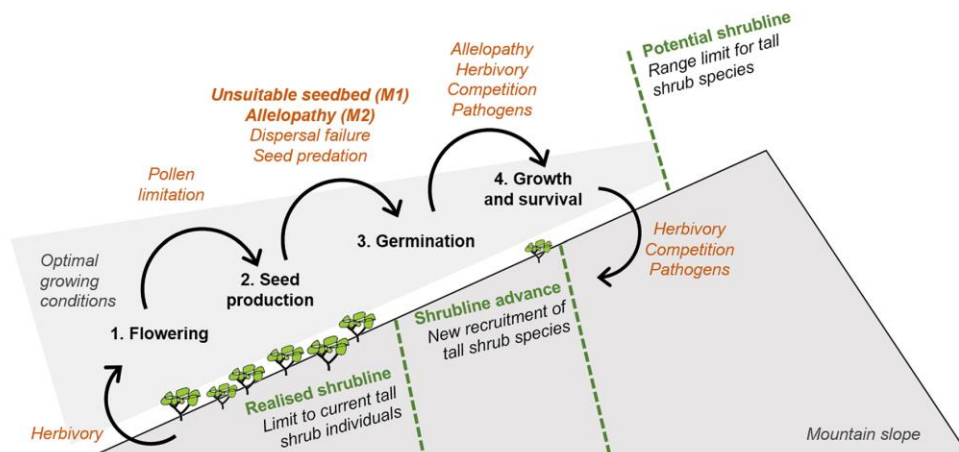 Potential shrubline
Range limit for tall
shrub species
Allelopathy
Herbivory
Competition
Pathogens
Unsuitable seedbed (M1)
Allelopathy (M2)
Dispersal failure
Seed predation
Pollen
limitation
4. Growth
and survival
3. Germination
Herbivory
Competition
Pathogens
Optimal
growing
conditions
2. Seed
production
1. Flowering
Shrubline advance
New recruitment of
tall shrub species
Realised shrubline
Limit to current tall
shrub individuals
Herbivory
Mountain slope